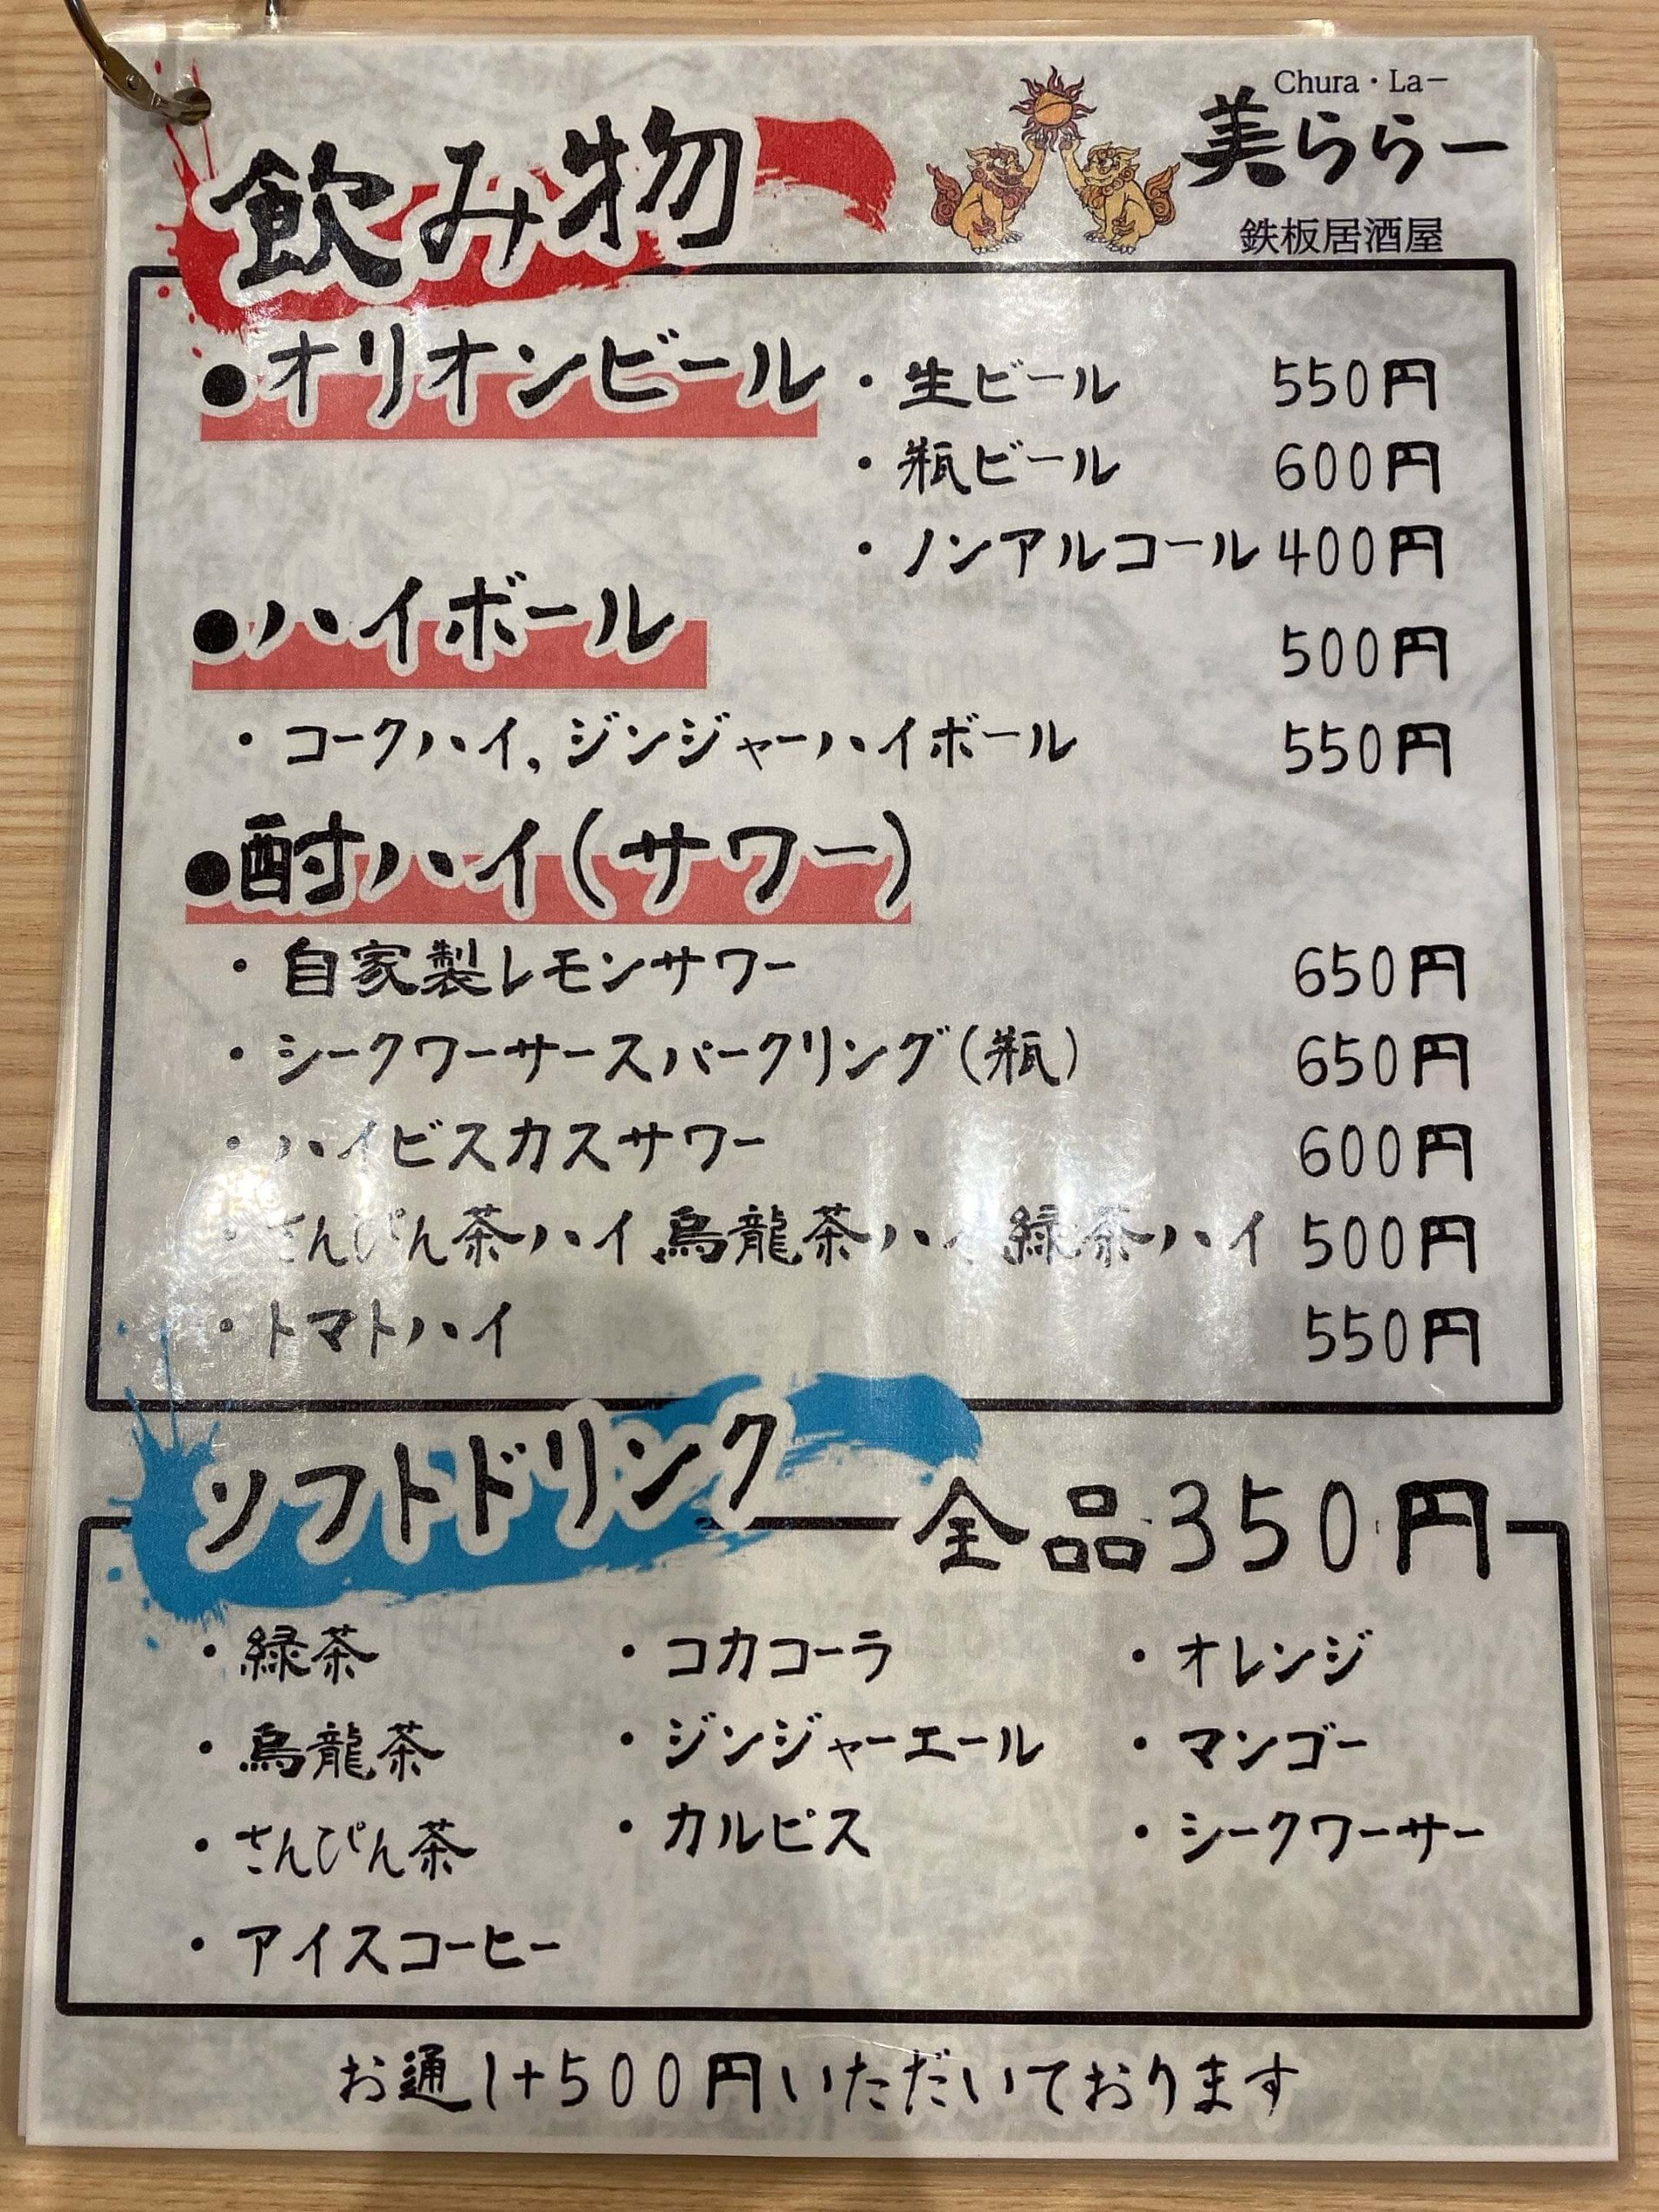 Chura・Laー
美ららー
鉄板居酒屋
飲み物
●オリオンビール
・生ビール 550円
・瓶ビール 600円
・ノンアルコール 400円
●ハイボール 500円
・コークハイ、ジンジャーハイボール 550円
●酎ハイ(サワー)
・自家製レモンサワー 650円
・シークワーサースパークリング(瓶) 650円
・ハイビスカスサワー 600円
・さんぴん茶ハイ 烏龍茶ハイ 緑茶ハイ 500円
・トマトハイ 550円
ソフトドリンク 全品350円
・緑茶 ・コカコーラ ・オレンジ
・烏龍茶 ・ジンジャーエール ・マンゴー
・さんぴん茶 ・カルピス ・シークワーサー
・アイスコーヒー
お通し+500円いただいております